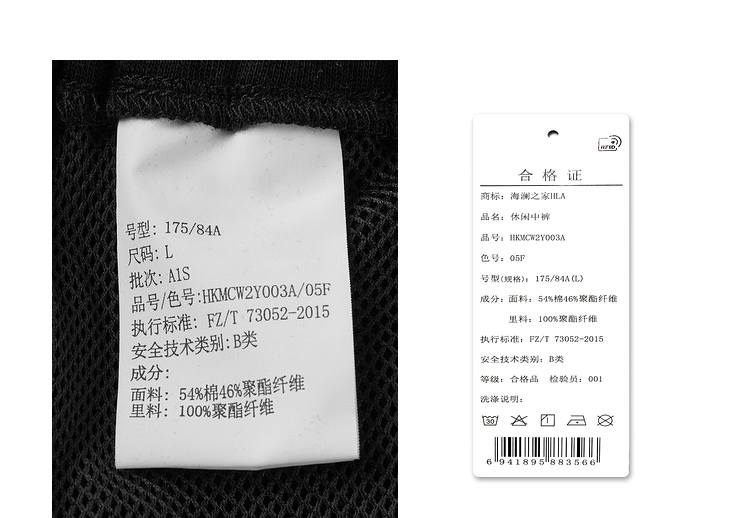 号型: 175/84A
尺码: L
批次: A1S
品号/色号:HKMCW2Y003A/05F
执行标准: FZ/T 73052-2015
安全技术类别:B类
成分:
面料: 54%棉46%聚酯纤维
里料: 100%聚酯纤维
RFID
合格证
商标: 海澜之家HLA
品名: 休闲中裤
品号: HKMCW2Y003A
色号: 05F
号型(规格): 175/84A(L)
成分: 面料: 54%棉46%聚酯纤维
里料: 100%聚酯纤维
执行标准: FZ/T 73052-2015
安全技术类别: B类
等级: 合格品 检验员: 001
洗涤说明:
30
6 941895 883566